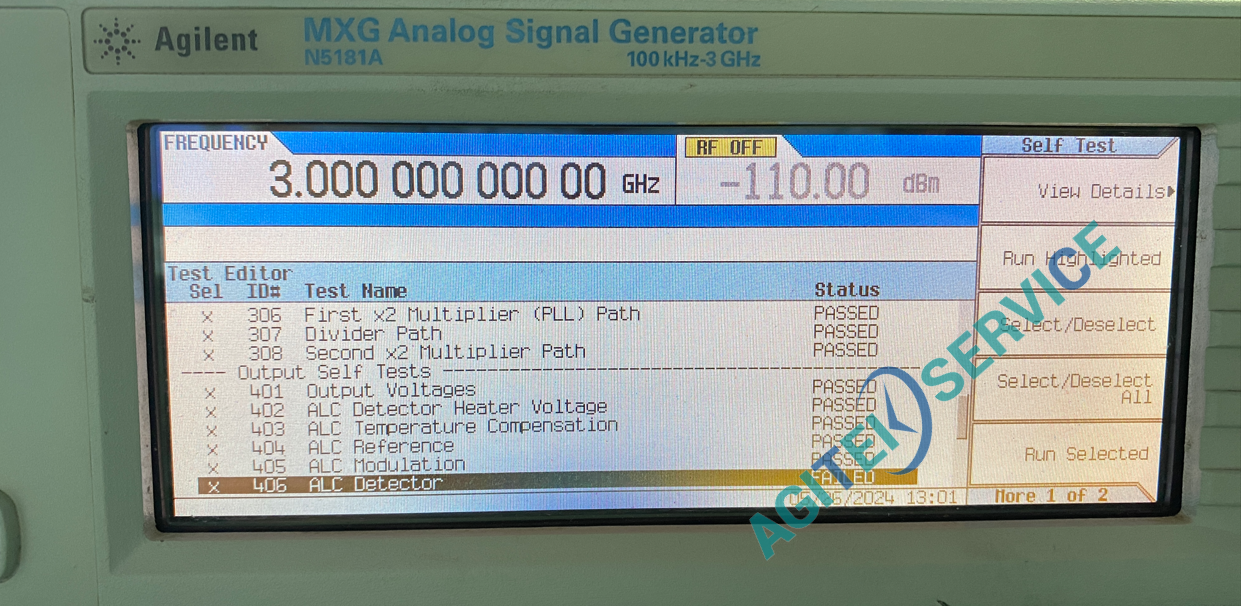 Agilent
MXG Analog Signal Generator
N5181A 100 kHz-3 GHz
FREQUENCY
3.000 000 000 00 GHz
RF OFF
-110.00 dBm
Self Test
View Details
Run Highlighted
Select/Deselect
Select/Deselect
All
Run Selected
More 1 of 2
Test Editor
Sel ID# Test Name Status
x 306 First x2 Multiplier (PLL) Path PASSED
x 307 Divider Path PASSED
x 308 Second x2 Multiplier Path PASSED
---- Output Self Tests ----
x 401 Output Voltages PASSED
x 402 ALC Detector Heater Voltage PASSED
x 403 ALC Temperature Compensation PASSED
x 404 ALC Reference PASSED
x 405 ALC Modulation PASSED
x 406 ALC Detector FAILED
/2024 13:01
AGITEK SERVICE